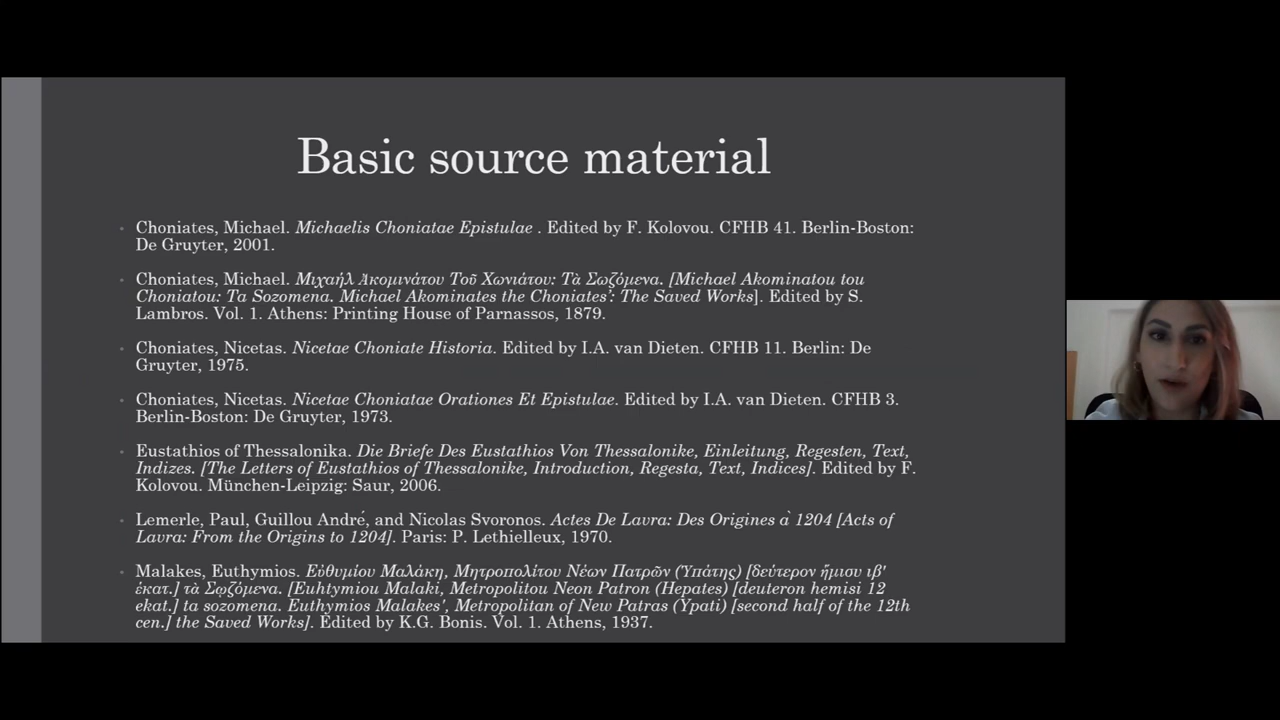 Basic source material
Choniates, Michael. Michaelis Choniatae Epistulae . Edited by F. Kolovou. CFHB 41. Berlin-Boston:
De Gruyter, 2001.
Choniates, Michael. Μιχαήλ Ἀκομινάτου Τοῦ Χωνιάτου: Τὰ Σωζόμενα. [Michael Akominatou tou
Choniatou: Ta Sozomena. Michael Akominates the Choniates': The Saved Works]. Edited by S.
Lambros. Vol. 1. Athens: Printing House of Parnassos, 1879.
Choniates, Nicetas. Nicetae Choniate Historia. Edited by I.A. van Dieten. CFHB 11. Berlin: De
Gruyter, 1975.
Choniates, Nicetas. Nicetae Choniatae Orationes Et Epistulae. Edited by I.A. van Dieten. CFHB 3.
Berlin-Boston: De Gruyter, 1973.
Eustathios of Thessalonika. Die Briefe Des Eustathios Von Thessalonike, Einleitung, Regesten, Text,
Indizes. [The Letters of Eustathios of Thessalonike, Introduction, Regesta, Text, Indices]. Edited by F.
Kolovou. München-Leipzig: Saur, 2006.
Lemerle, Paul, Guillou André, and Nicolas Svoronos. Actes De Lavra: Des Origines à 1204 [Acts of
Lavra: From the Origins to 1204]. Paris: P. Lethielleux, 1970.
Malakes, Euthymios. Εὐθυμίου Μαλάκη, Μητροπολίτου Νέων Πατρῶν (Ὑπάτης) [δεύτερον ἥμισυ ιβ'
ἑκατ.] τὰ Σῳζόμενα. [Euhtymiou Malaki, Metropolitou Neon Patron (Hepates) [deuteron hemisi 12
ekat.] ta sozomena. Euthymios Malakes', Metropolitan of New Patras (Ypati) [second half of the 12th
cen.] the Saved Works]. Edited by K.G. Bonis. Vol. 1. Athens, 1937.